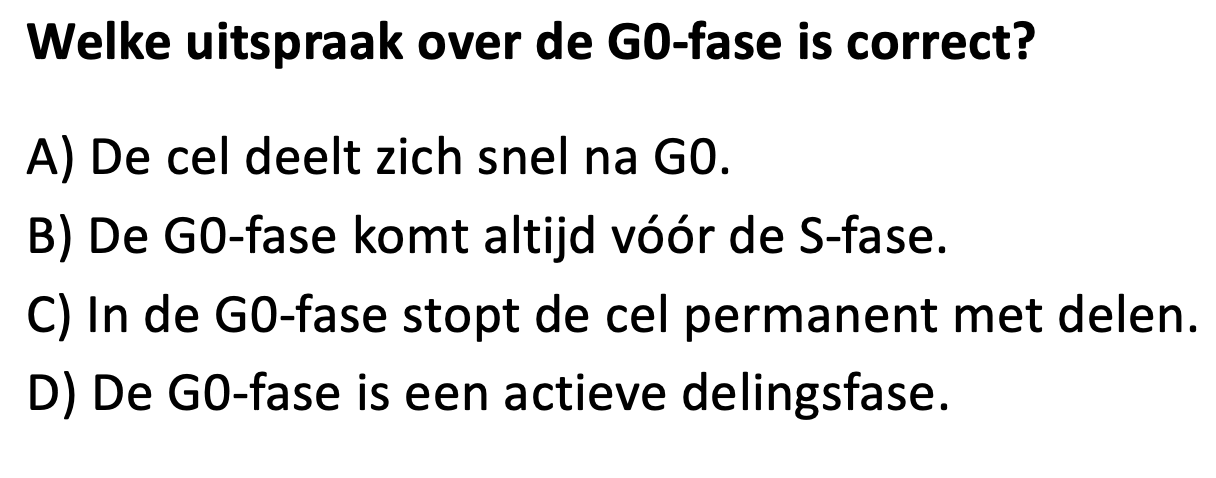 Welke uitspraak over de G0-fase is correct?
A) De cel deelt zich snel na G0.
B) De G0-fase komt altijd vóór de S-fase.
C) In de G0-fase stopt de cel permanent met delen.
D) De G0-fase is een actieve delingsfase.